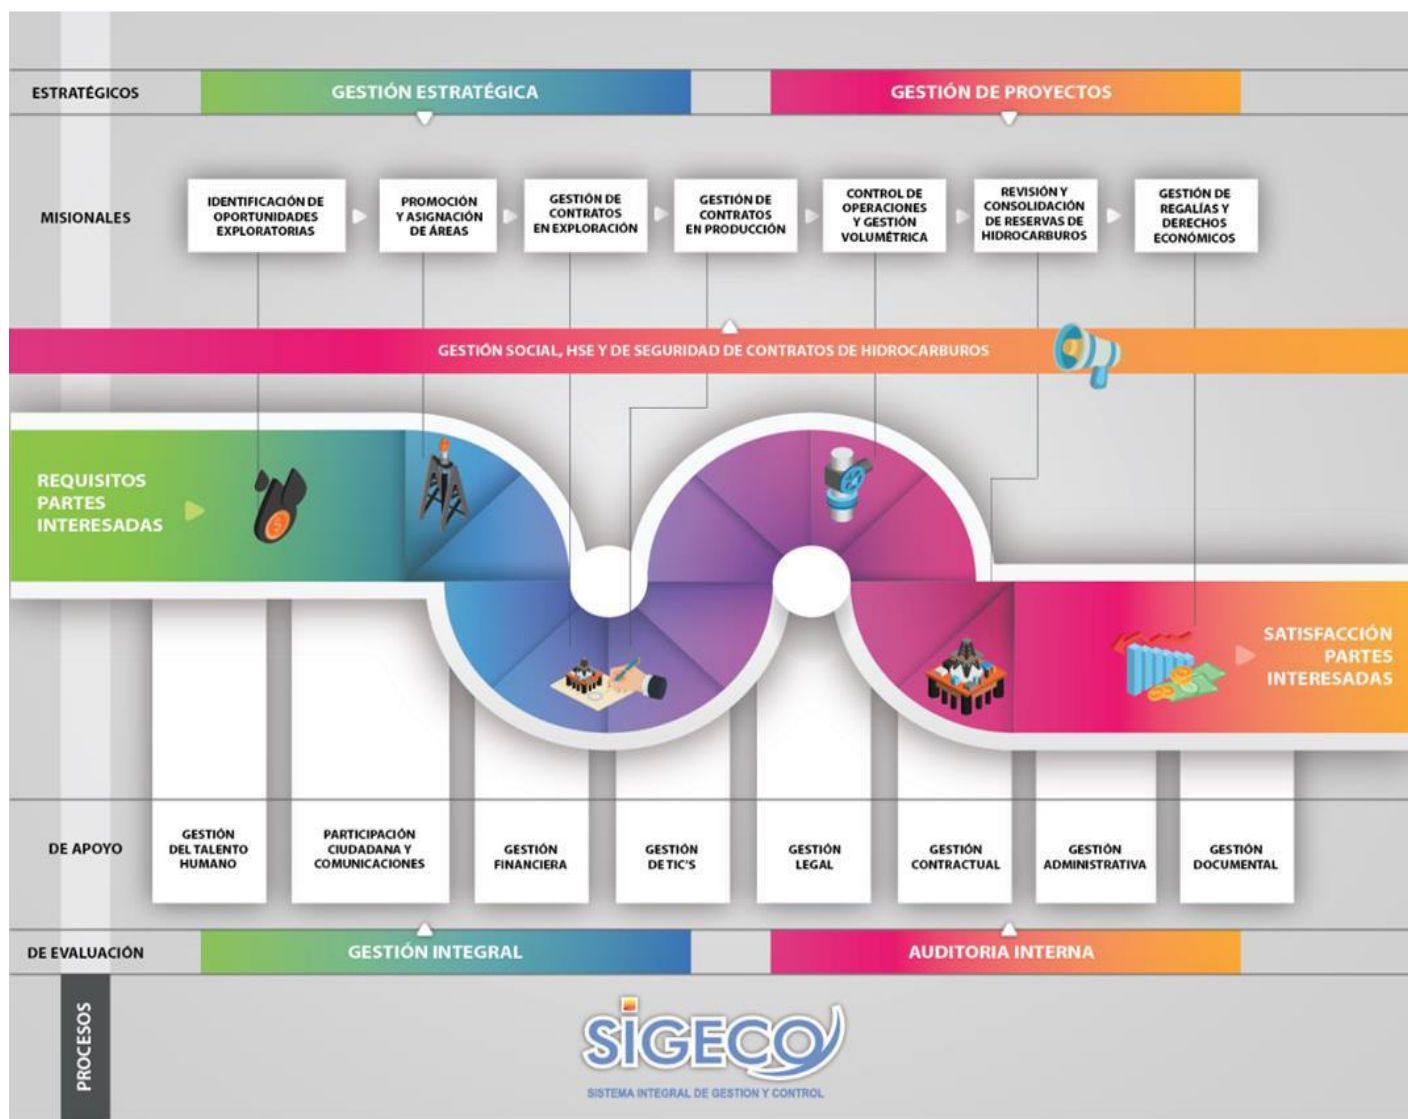 ESTRATÉGICOS
GESTIÓN ESTRATÉGICA
GESTIÓN DE PROYECTOS
MISIONALES
IDENTIFICACIÓN DE
OPORTUNIDADES
EXPLORATORIAS
PROMOCIÓN
Y ASIGNACIÓN
DE ÁREAS
GESTIÓN DE
CONTRATOS
EN EXPLORACIÓN
GESTIÓN DE
CONTRATOS
EN PRODUCCIÓN
CONTROL DE
OPERACIONES
Y GESTIÓN
VOLUMÉTRICA
REVISIÓN Y
CONSOLIDACIÓN
DE RESERVAS DE
HIDROCARBUROS
GESTIÓN DE
REGALÍAS Y
DERECHOS
ECONÓMICOS
GESTIÓN SOCIAL, HSE Y DE SEGURIDAD DE CONTRATOS DE HIDROCARBUROS
REQUISITOS
PARTES
INTERESADAS
$
SATISFACCIÓN
PARTES
INTERESADAS
DE APOYO
GESTIÓN
DEL TALENTO
HUMANO
PARTICIPACIÓN
CIUDADANA Y
COMUNICACIONES
GESTIÓN
FINANCIERA
GESTIÓN
DE TIC'S
GESTIÓN
LEGAL
GESTIÓN
CONTRACTUAL
GESTIÓN
ADMINISTRATIVA
GESTIÓN
DOCUMENTAL
DE EVALUACIÓN
GESTIÓN INTEGRAL
AUDITORIA INTERNA
PROCESOS
SIGECO
SISTEMA INTEGRAL DE GESTION Y CONTROL